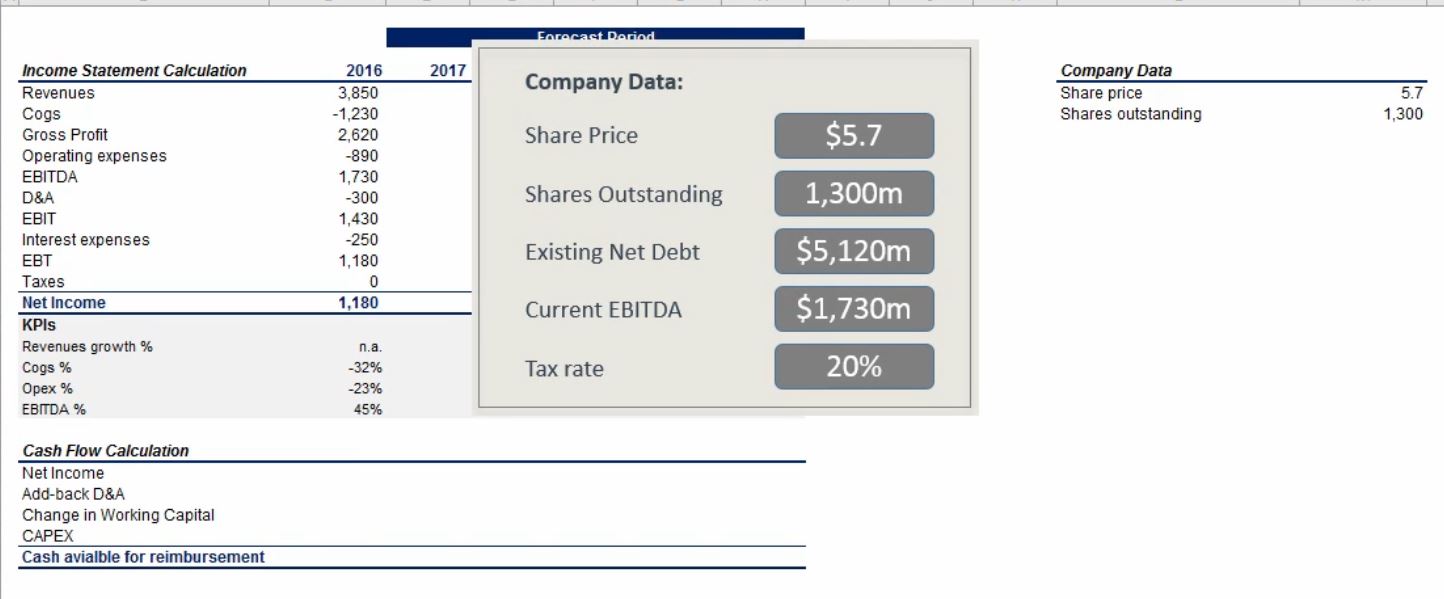 Forecast Period
Income Statement Calculation 2016 2017
Revenues 3,850
Cogs -1,230
Gross Profit 2,620
Operating expenses -890
EBITDA 1,730
D&A -300
EBIT 1,430
Interest expenses -250
EBT 1,180
Taxes 0
Net Income 1,180
KPIs
Revenues growth % n.a.
Cogs % -32%
Opex % -23%
EBITDA % 45%
Cash Flow Calculation
Net Income
Add-back D&A
Change in Working Capital
CAPEX
Cash avialble for reimbursement
Company Data:
Share Price $5.7
Shares Outstanding 1,300m
Existing Net Debt $5,120m
Current EBITDA $1,730m
Tax rate 20%
Company Data
Share price 5.7
Shares outstanding 1,300